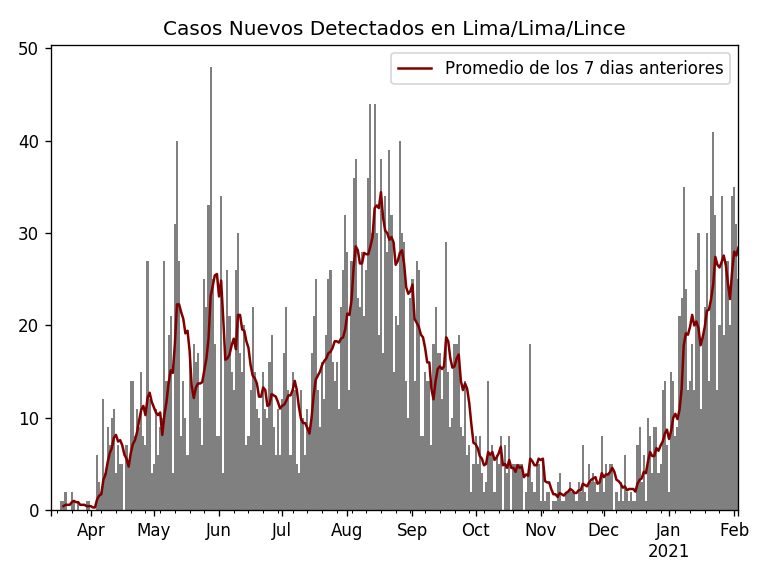 Casos Nuevos Detectados en Lima/Lima/Lince
Promedio de los 7 dias anteriores
50
40
30
20
10
0
Apr May Jun Jul Aug Sep Oct Nov Dec Jan Feb
2021